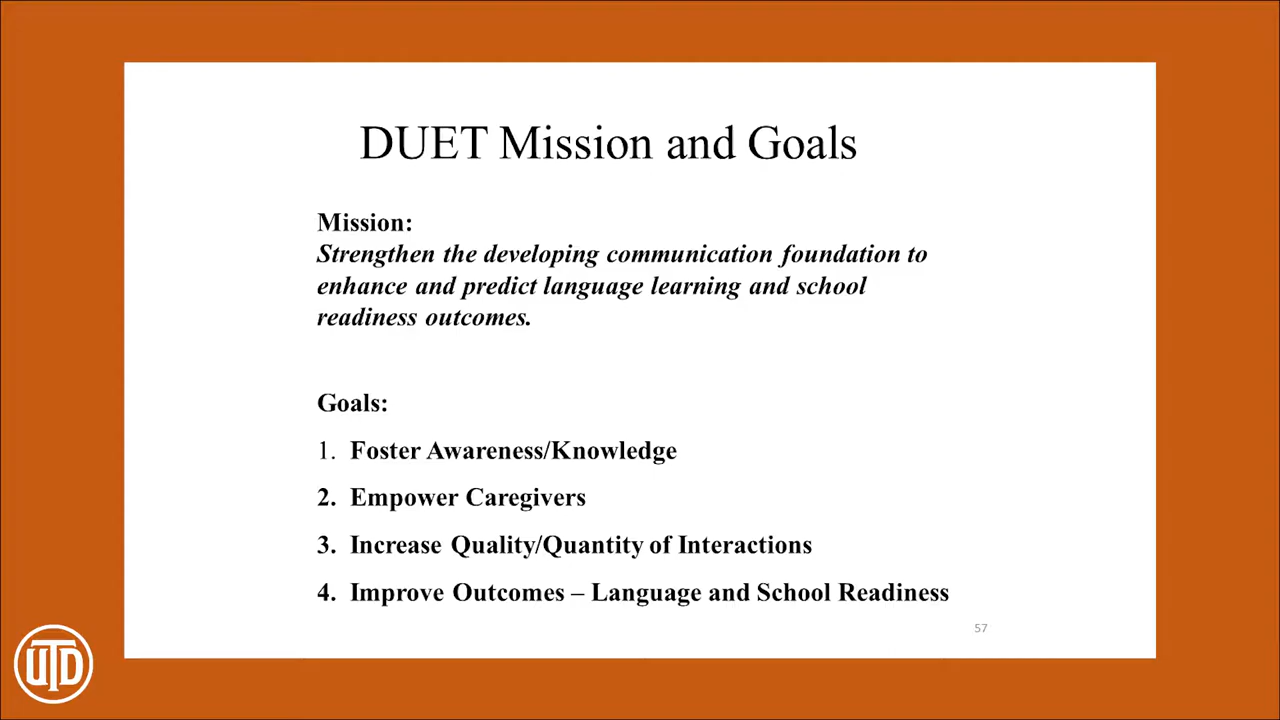 DUET Mission and Goals
Mission:
Strengthen the developing communication foundation to
enhance and predict language learning and school
readiness outcomes.
Goals:
1. Foster Awareness/Knowledge
2. Empower Caregivers
3. Increase Quality/Quantity of Interactions
4. Improve Outcomes – Language and School Readiness
57
UTD